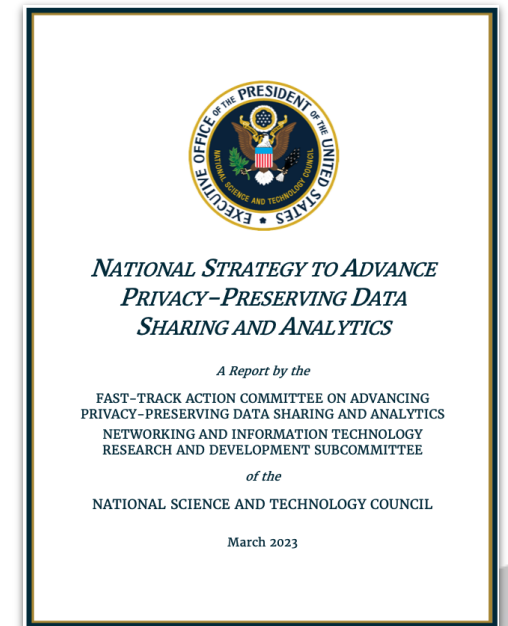 EXECUTIVE OFFICE OF THE PRESIDENT OF THE UNITED STATES
NATIONAL SCIENCE AND TECHNOLOGY COUNCIL
NATIONAL STRATEGY TO ADVANCE
PRIVACY-PRESERVING DATA
SHARING AND ANALYTICS
A Report by the
FAST-TRACK ACTION COMMITTEE ON ADVANCING
PRIVACY-PRESERVING DATA SHARING AND ANALYTICS
NETWORKING AND INFORMATION TECHNOLOGY
RESEARCH AND DEVELOPMENT SUBCOMMITTEE
of the
NATIONAL SCIENCE AND TECHNOLOGY COUNCIL
March 2023